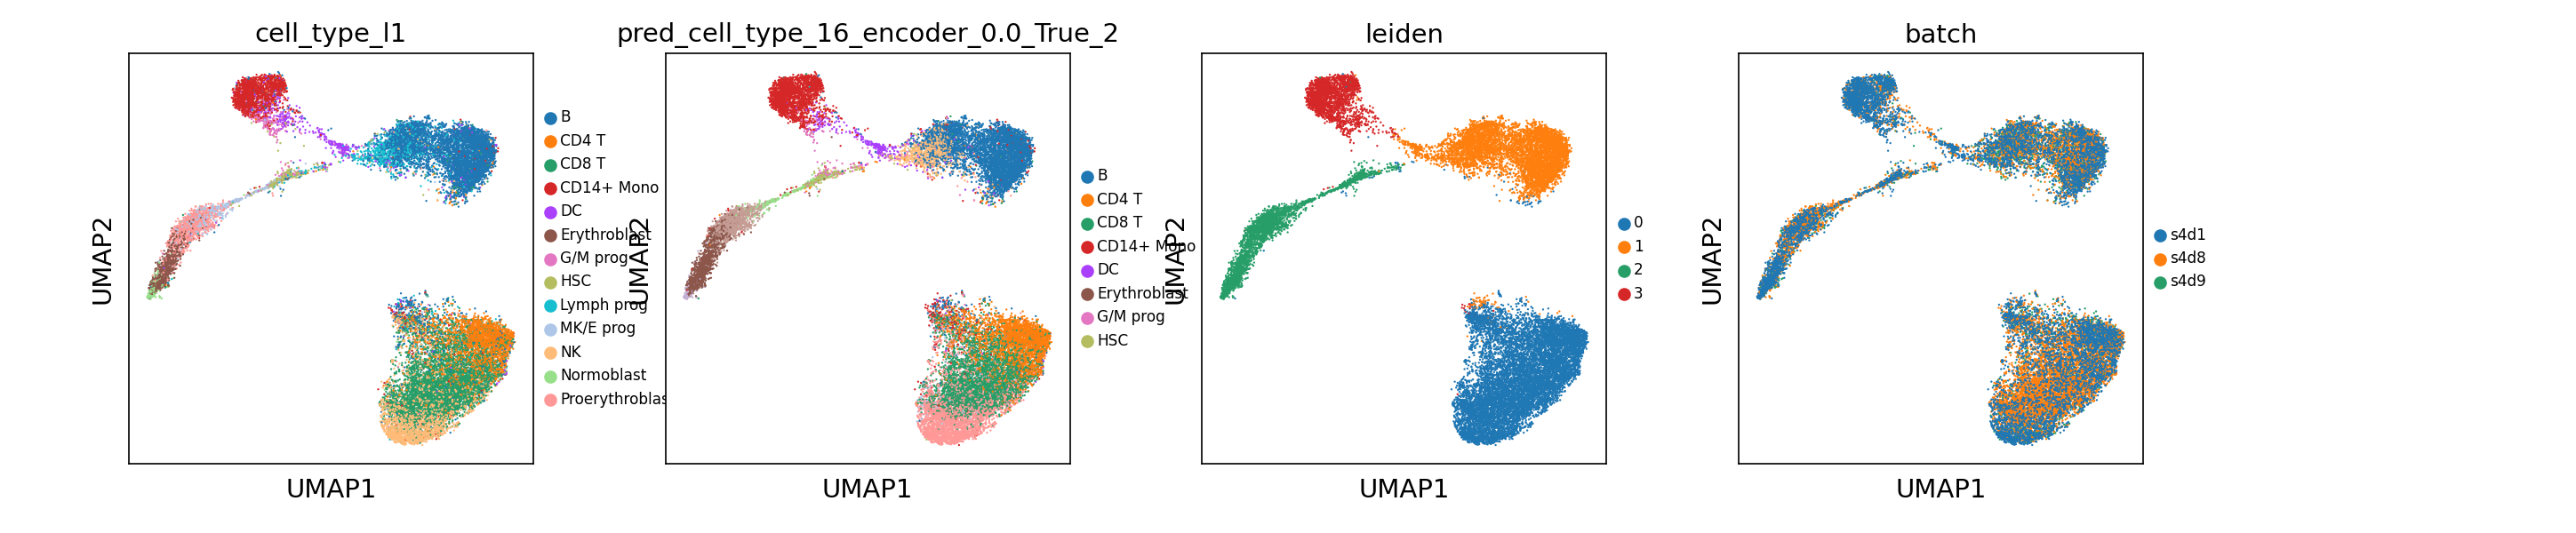 cell_type_l1
UMAP2
UMAP1
B
CD4 T
CD8 T
CD14+ Mono
DC
Erythroblast
G/M prog
HSC
Lymph prog
MK/E prog
NK
Normoblast
Proerythroblas
pred_cell_type_16_encoder_0.0_True_2
UMAP2
UMAP1
B
CD4 T
CD8 T
CD14+ Mono
DC
Erythroblast
G/M prog
HSC
leiden
UMAP2
UMAP1
0
1
2
3
batch
UMAP2
UMAP1
s4d1
s4d8
s4d9